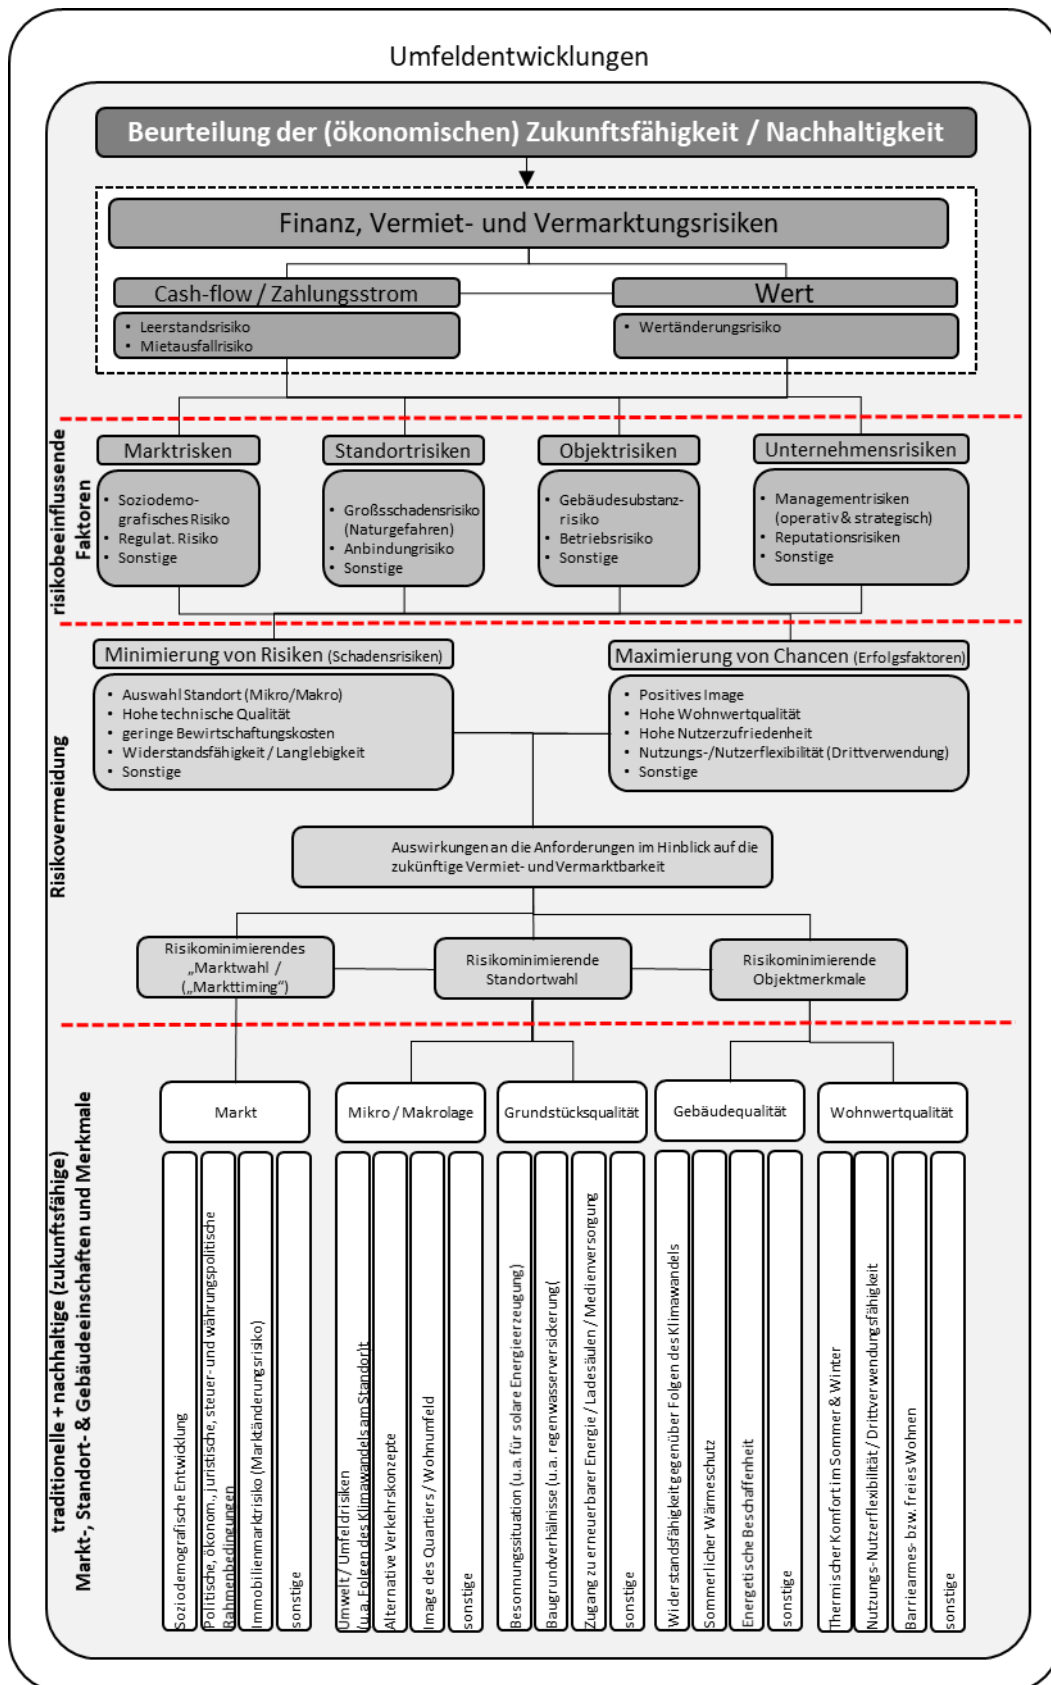 Umfeldentwicklungen
Beurteilung der (ökonomischen) Zukunftsfähigkeit / Nachhaltigkeit
Finanz, Vermiet- und Vermarktungsrisiken
Cash-flow / Zahlungsstrom
• Leerstandsrisiko
• Mietausfallrisiko
Wert
• Wertänderungsrisiko
risikobeeinflussende
Faktoren
Marktrisken
• Soziodemo-
grafisches Risiko
• Regulat. Risiko
• Sonstige
Standortrisiken
• Großsschadensrisiko
(Naturgefahren)
• Anbindungrisiko
• Sonstige
Objektrisiken
• Gebäudesubstanz-
risiko
• Betriebsrisiko
• Sonstige
Unternehmensrisiken
• Managementrisiken
(operativ & strategisch)
• Reputationsrisiken
• Sonstige
Risikovermeidung
Minimierung von Risiken (Schadensrisiken)
• Auswahl Standort (Mikro/Makro)
• Hohe technische Qualität
• geringe Bewirtschaftungskosten
• Widerstandsfähigkeit / Langlebigkeit
• Sonstige
Maximierung von Chancen (Erfolgsfaktoren)
• Positives Image
• Hohe Wohnwertqualität
• Hohe Nutzerzufriedenheit
• Nutzungs-/Nutzerflexibilität (Drittverwendung)
• Sonstige
Auswirkungen an die Anforderungen im Hinblick auf die
zukünftige Vermiet- und Vermarktbarkeit
Risikominimierendes
„Marktwahl /
(„Markttiming“)
Risikominimierende
Standortwahl
Risikominimierende
Objektmerkmale
traditionelle + nachhaltige (zukunftsfähige)
Markt-, Standort- & Gebäudeeinschaften und Merkmale
Markt
Soziodemografische Entwicklung
Politische, ökonom., juristische, steuer- und währungspolitische
Rahmenbedingungen
Immobilienmarktrisiko (Marktänderungsrisiko)
sonstige
Mikro / Makrolage
Umwelt / Umfeldrisiken
(u.a. Folgen des Klimawandels am Standor)t
Alternative Verkehrskonzepte
Image des Quartiers / Wohnumfeld
sonstige
Grundstücksqualität
Besonnungssituation (u.a. für solare Energieerzeugung)
Baugrundverhälnisse (u.a. regenwasserversickerung(
Zugang zu erneuerbarer Energie / Ladesäulen / Medienversorgung
sonstige
Gebäudequalität
Widerstandsfähigkeit gegenüber Folgen des Klimawandels
Sommerlicher Wärmeschutz
Energetische Beschaffenheit
sonstige
Wohnwertqualität
Thermischer Komfort im Sommer & Winter
Nutzungs-Nutzerflexibilität / Drittverwendungsfähigkeit
Barriearmes- bzw. freies Wohnen
sonstige